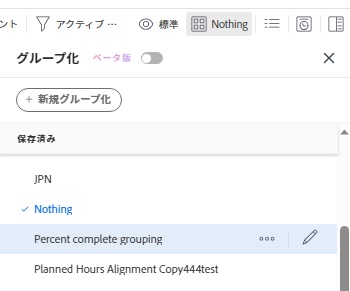 ント アクティブ ··· 標準 Nothing
グループ化 ベータ版
+ 新規グループ化
保存済み
JPN
Nothing
Percent complete grouping
Planned Hours Alignment Copy444test